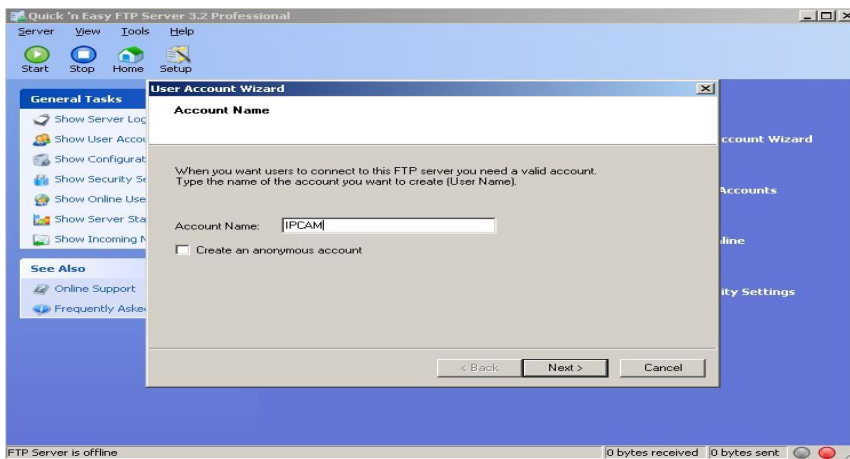 Quick 'n Easy FTP Server 3.2 Professional
Server View Tools Help
Start Stop Home Setup
General Tasks
Show Server Log
Show User Accou
Show Configurat
Show Security Se
Show Online Use
Show Server Sta
Show Incoming N
See Also
Online Support
Frequently Aske
User Account Wizard
Account Name
When you want users to connect to this FTP server you need a valid account.
Type the name of the account you want to create (User Name).
Account Name: IPCAM
Create an anonymous account
< Back Next > Cancel
ccount Wizard
Accounts
line
ity Settings
FTP Server is offline 0 bytes received 0 bytes sent